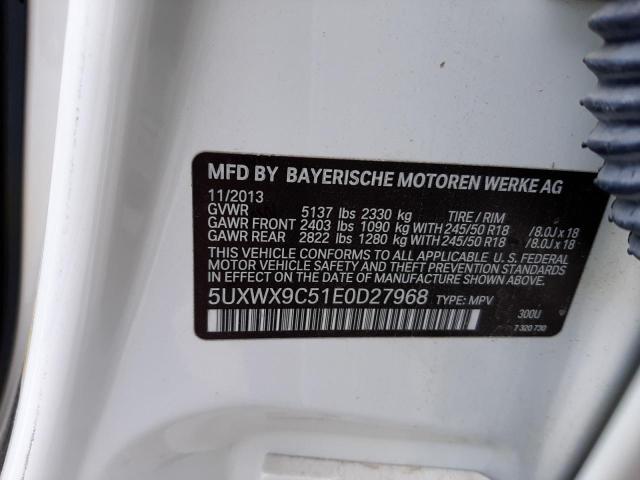 MFD BY BAYERISCHE MOTOREN WERKE AG
11/2013
GVWR 5137 lbs 2330 kg TIRE / RIM
GAWR FRONT 2403 lbs 1090 kg WITH 245/50 R18 /8.0J x 18
GAWR REAR 2822 lbs 1280 kg WITH 245/50 R18 /8.0J x 18
THIS VEHICLE CONFORMS TO ALL APPLICABLE U. S. FEDERAL
MOTOR VEHICLE SAFETY, BUMPER, AND THEFT PREVENTION
STANDARDS IN EFFECT ON THE DATE OF MANUFACTURE SHOWN
ABOVE.
5UXWX9C51E0D27968 TYPE: MPV
300U
7 320 730